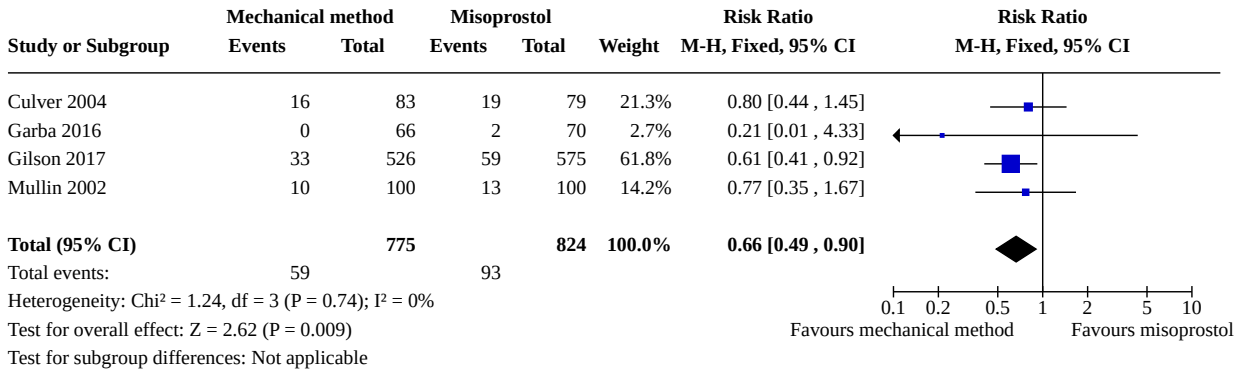 Mechanical method Misoprostol Risk Ratio Risk Ratio
Study or Subgroup Events Total Events Total Weight M-H, Fixed, 95% CI M-H, Fixed, 95% CI
Culver 2004 16 83 19 79 21.3% 0.80 [0.44 , 1.45]
Garba 2016 0 66 2 70 2.7% 0.21 [0.01 , 4.33]
Gilson 2017 33 526 59 575 61.8% 0.61 [0.41 , 0.92]
Mullin 2002 10 100 13 100 14.2% 0.77 [0.35 , 1.67]
Total (95% CI) 775 824 100.0% 0.66 [0.49 , 0.90]
Total events: 59 93
Heterogeneity: Chi² = 1.24, df = 3 (P = 0.74); I² = 0%
Test for overall effect: Z = 2.62 (P = 0.009)
Test for subgroup differences: Not applicable
0.1 0.2 0.5 1 2 5 10
Favours mechanical method Favours misoprostol